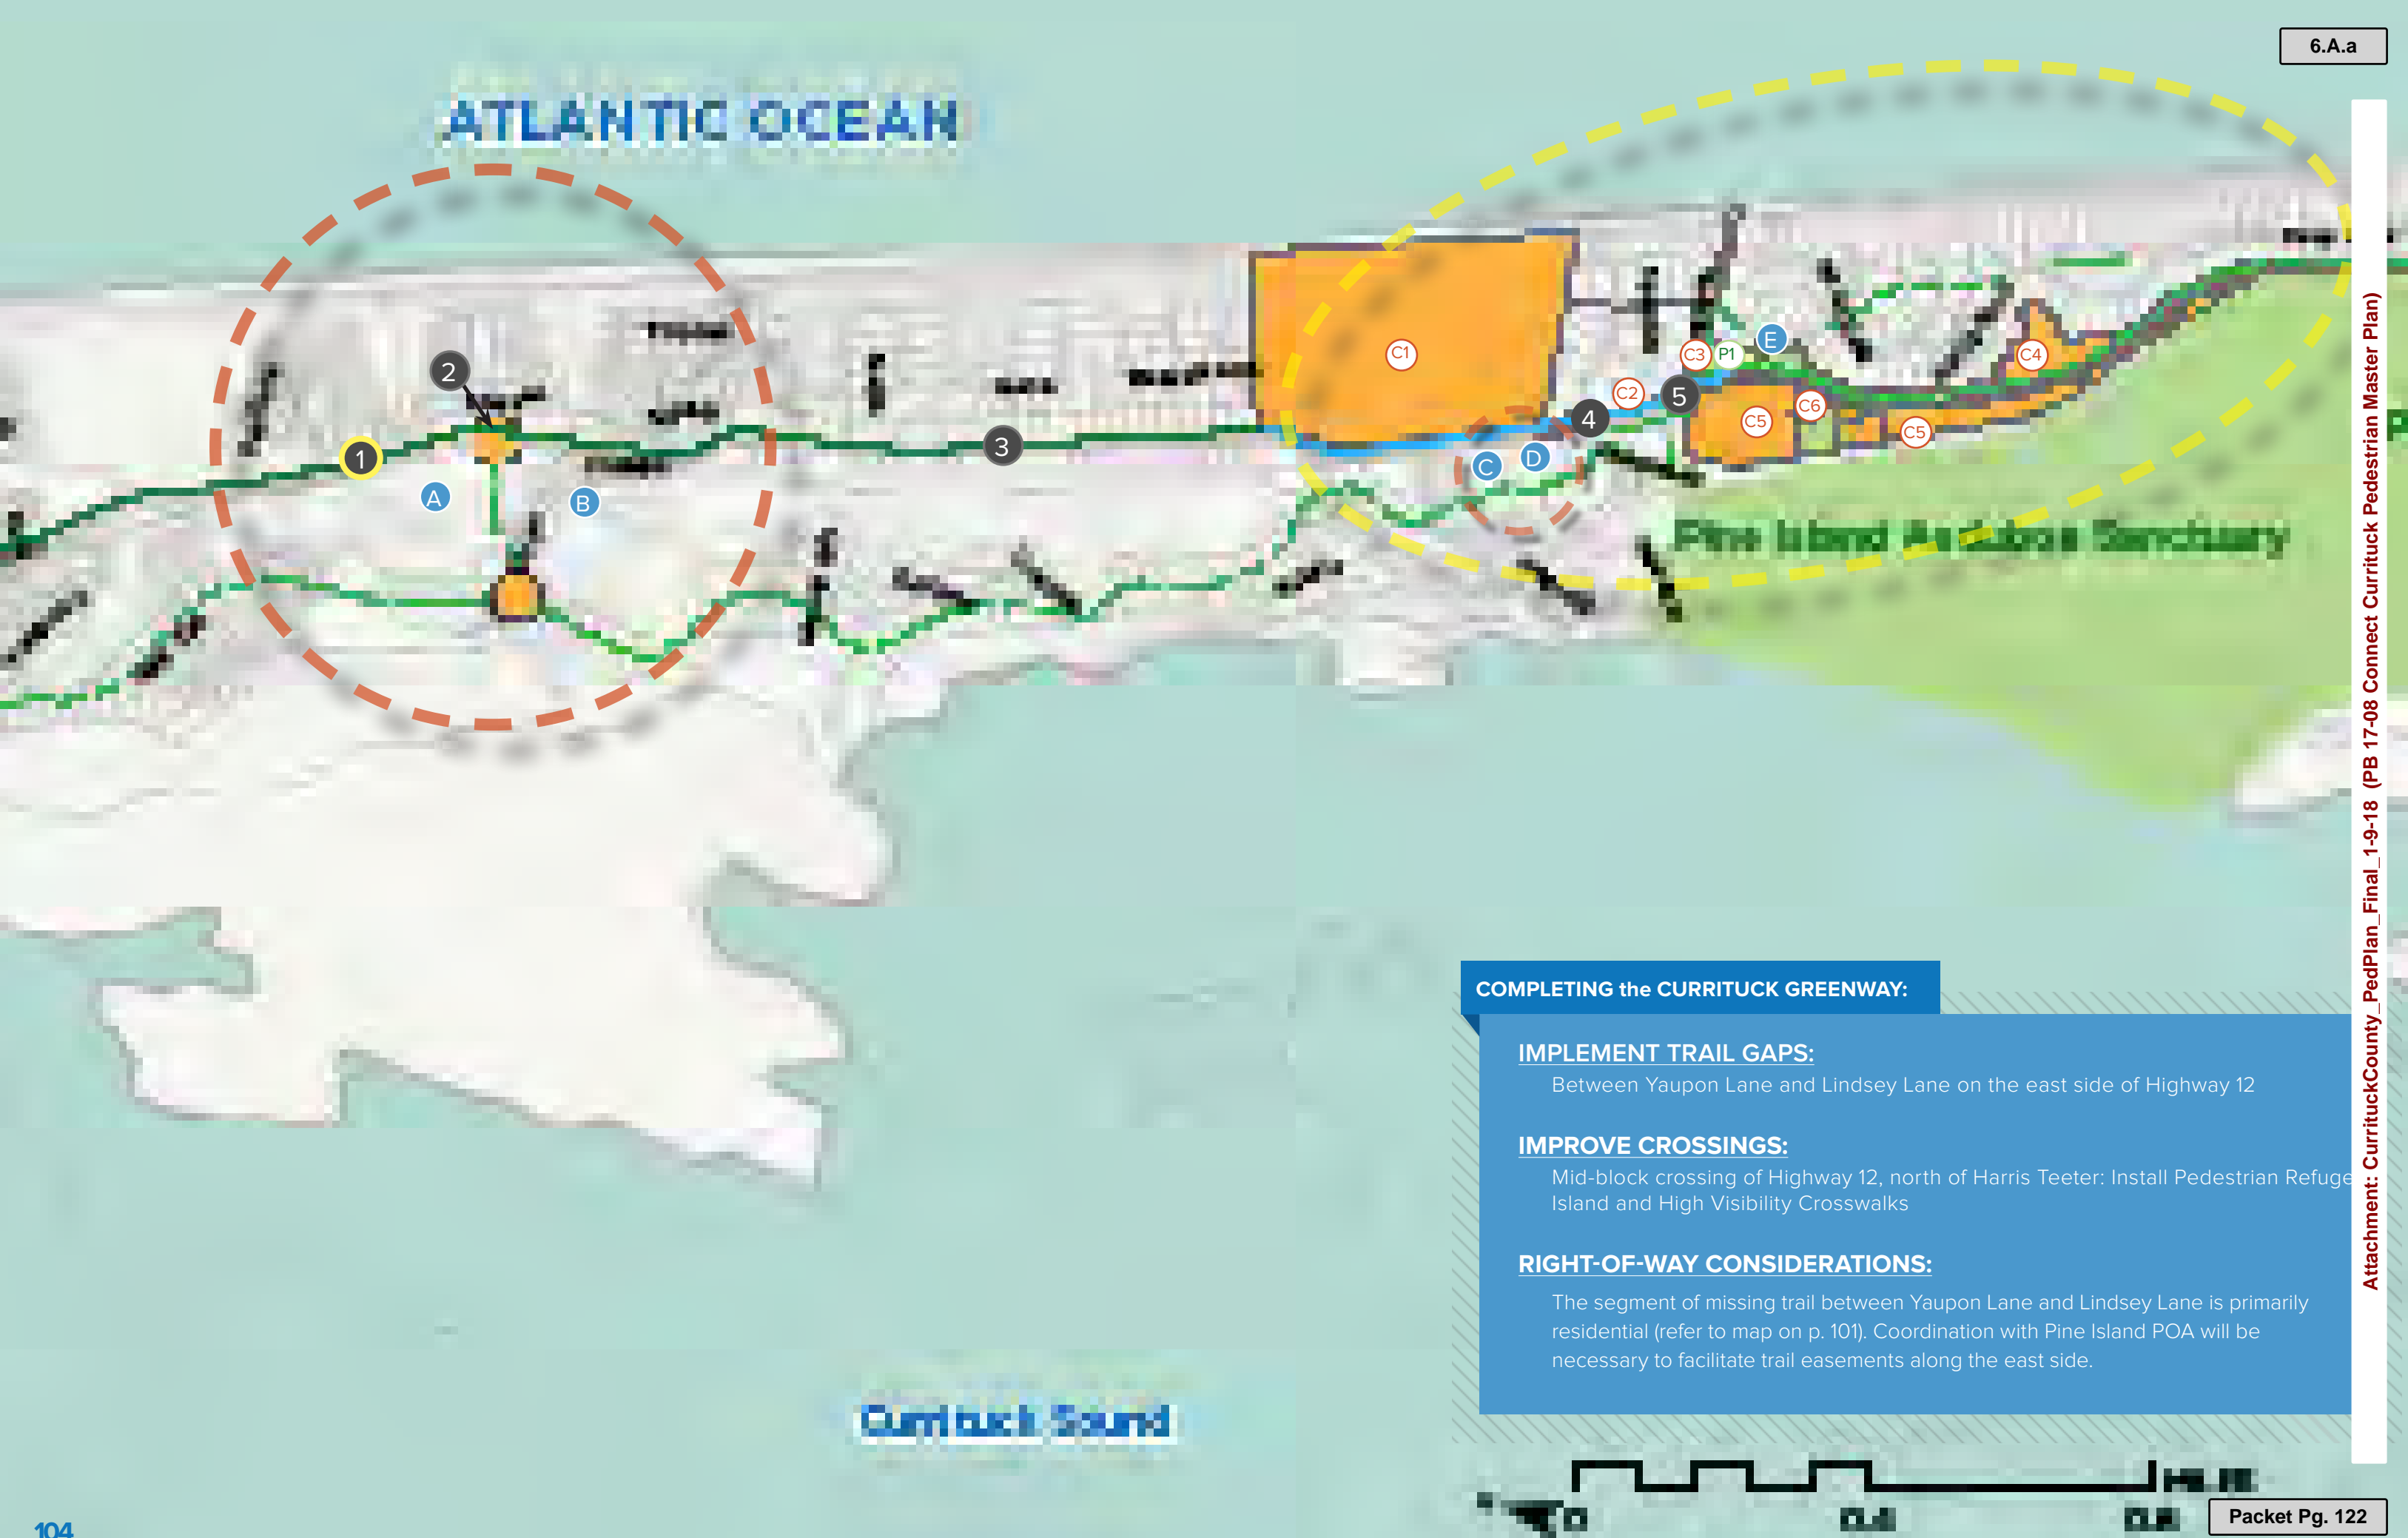 6.A.a
ATLANTIC OCEAN
2
1
3
A
B
C1
C2
C3
P1
E
C4
5
4
C5
C6
C5
C
D
Pine Island Audubon Sanctuary
COMPLETING the CURRITUCK GREENWAY:
IMPLEMENT TRAIL GAPS:
Between Yaupon Lane and Lindsey Lane on the east side of Highway 12
IMPROVE CROSSINGS:
Mid-block crossing of Highway 12, north of Harris Teeter: Install Pedestrian Refuge
Island and High Visibility Crosswalks
RIGHT-OF-WAY CONSIDERATIONS:
The segment of missing trail between Yaupon Lane and Lindsey Lane is primarily
residential (refer to map on p. 101). Coordination with Pine Island POA will be
necessary to facilitate trail easements along the east side.
Currituck Sound
0
104
Packet Pg. 122
Attachment: CurrituckCounty_PedPlan_Final_1-9-18 (PB 17-08 Connect Currituck Pedestrian Master Plan)